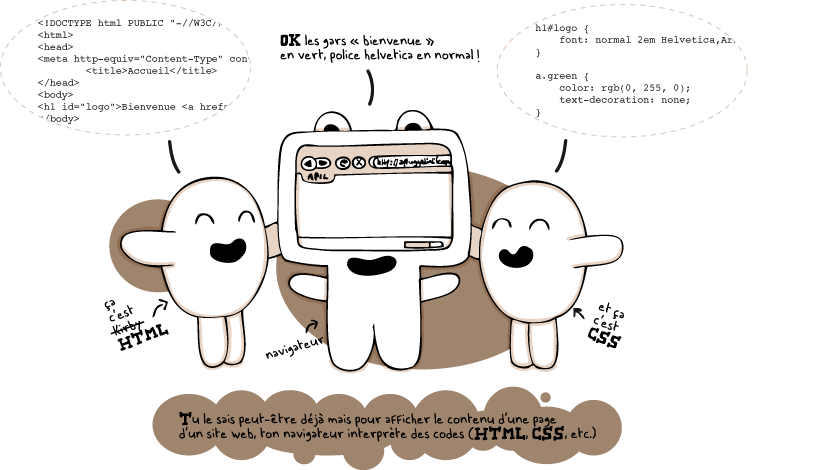 <!DOCTYPE html PUBLIC "-//W3C/
<html>
<head>
<meta http-equiv="Content-Type" con
<title>Accueil</title>
</head>
<body>
<h1 id="logo">Bienvenue <a href
</body>
OK les gars « bienvenue »
en vert, police helvetica en normal !
h1#logo {
font: normal 2em Helvetica,Ar
}
a.green {
color: rgb(0, 255, 0);
text-decoration: none;
}
APIL
ça
c'est
Kirby
HTML
navigateur
et ça
c'est
CSS
Tu le sais peut-être déjà mais pour afficher le contenu d'une page
d'un site web, ton navigateur interprète des codes (HTML, CSS, etc.)